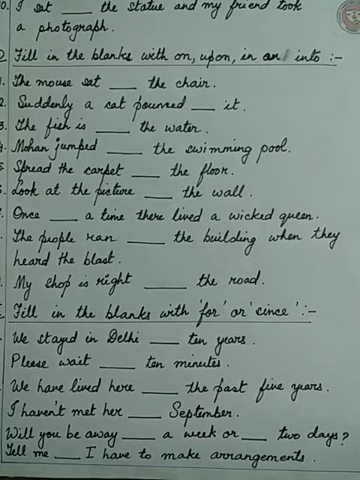 10. I sat ___ the statue and my friend took
a photograph.
Fill in the blanks with on, upon, in an into :-
1. The mouse sat ___ the chair.
2. Suddenly a cat pounced ___ it.
3. The fish is ___ the water.
4. Mohan jumped ___ the swimming pool.
5. Spread the carpet ___ the floor.
6. Look at the picture ___ the wall.
7. Once ___ a time there lived a wicked queen.
The people ran ___ the building when they
heard the blast.
My shop is right ___ the road.
Fill in the blanks with 'for' or 'cince' :-
We stayed in Delhi ___ ten years.
Please wait ___ ten minutes.
We have lived here ___ the past five years.
I haven't met her ___ September.
Will you be away ___ a week or ___ two days?
Tell me ___ I have to make arrangements.